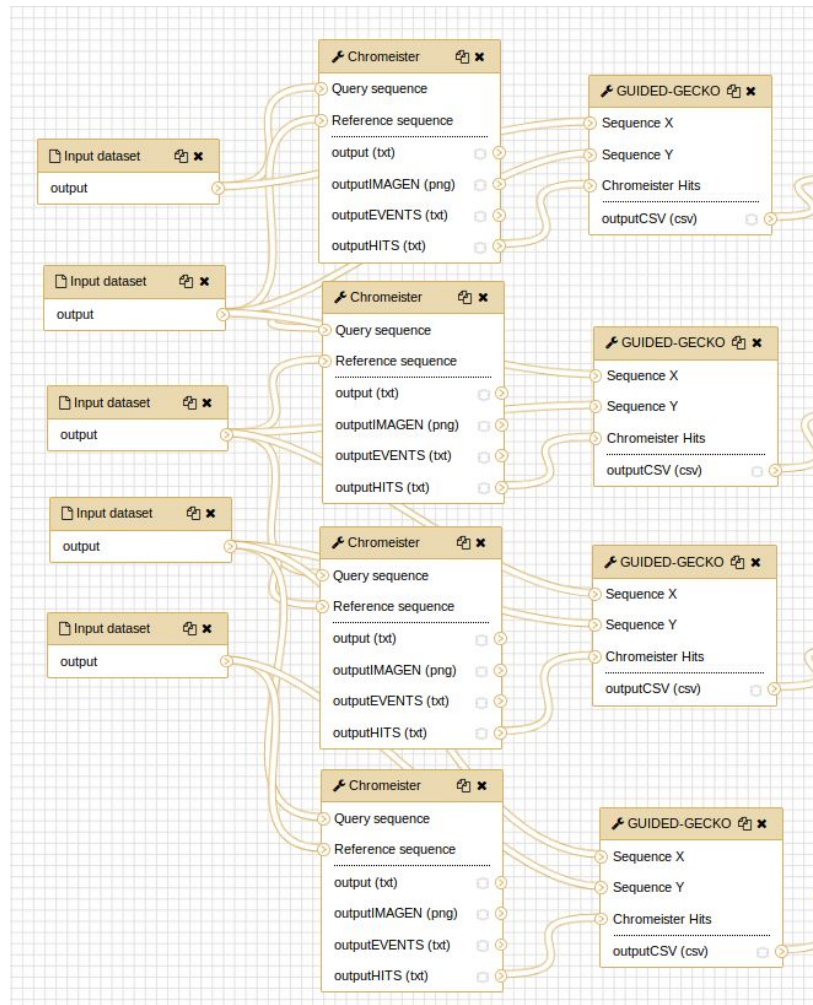 Input dataset
output
Input dataset
output
Input dataset
output
Input dataset
output
Input dataset
output
Chromeister
Query sequence
Reference sequence
output (txt)
outputIMAGEN (png)
outputEVENTS (txt)
outputHITS (txt)
Chromeister
Query sequence
Reference sequence
output (txt)
outputIMAGEN (png)
outputEVENTS (txt)
outputHITS (txt)
Chromeister
Query sequence
Reference sequence
output (txt)
outputIMAGEN (png)
outputEVENTS (txt)
outputHITS (txt)
Chromeister
Query sequence
Reference sequence
output (txt)
outputIMAGEN (png)
outputEVENTS (txt)
outputHITS (txt)
GUIDED-GECKO
Sequence X
Sequence Y
Chromeister Hits
outputCSV (csv)
GUIDED-GECKO
Sequence X
Sequence Y
Chromeister Hits
outputCSV (csv)
GUIDED-GECKO
Sequence X
Sequence Y
Chromeister Hits
outputCSV (csv)
GUIDED-GECKO
Sequence X
Sequence Y
Chromeister Hits
outputCSV (csv)